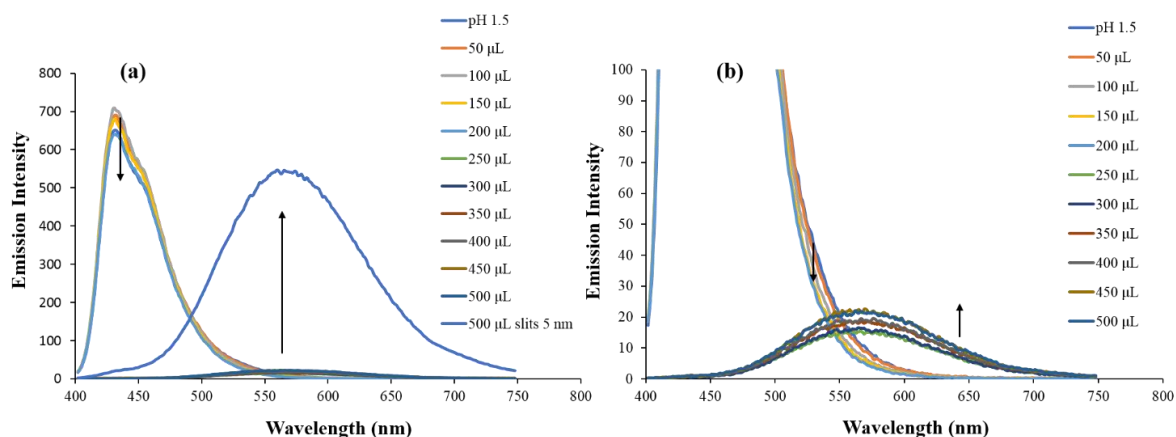 (a)
Emission Intensity
800
700
600
500
400
300
200
100
0
400
450
500
550
600
650
700
750
800
Wavelength (nm)
pH 1.5
50 µL
100 µL
150 µL
200 µL
250 µL
300 µL
350 µL
400 µL
450 µL
500 µL
500 µL slits 5 nm
(b)
Emission Intensity
100
90
80
70
60
50
40
30
20
10
0
400
450
500
550
600
650
700
750
800
Wavelength (nm)
pH 1.5
50 µL
100 µL
150 µL
200 µL
250 µL
300 µL
350 µL
400 µL
450 µL
500 µL